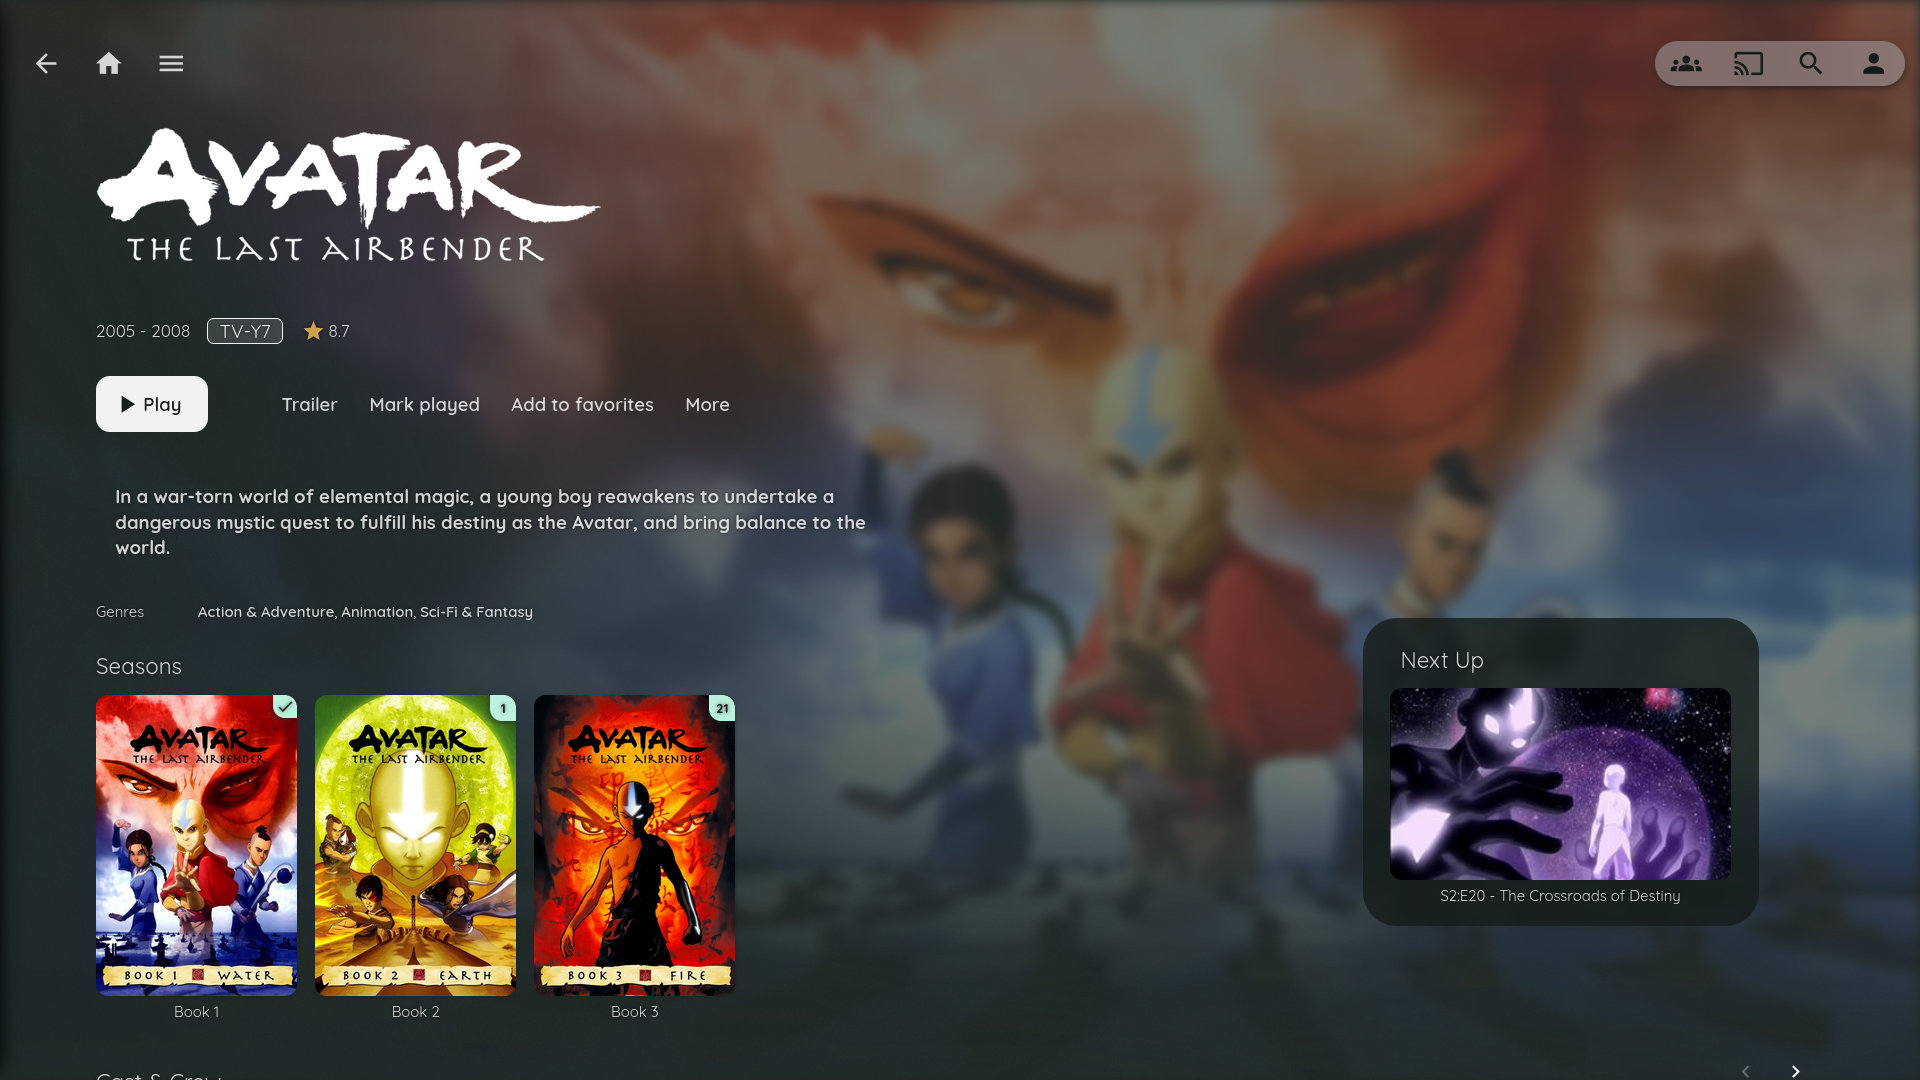 AVATAR
THE LAST AIRBENDER
2005 - 2008 TV-Y7 8.7
Play Trailer Mark played Add to favorites More
In a war-torn world of elemental magic, a young boy reawakens to undertake a
dangerous mystic quest to fulfill his destiny as the Avatar, and bring balance to the
world.
Genres Action & Adventure, Animation, Sci-Fi & Fantasy
Seasons
AVATAR
THE LAST AIRBENDER
BOOK 1 WATER
Book 1
1
AVATAR
THE LAST AIRBENDER
BOOK 2 EARTH
Book 2
21
AVATAR
THE LAST AIRBENDER
BOOK 3 FIRE
Book 3
Next Up
S2:E20 - The Crossroads of Destiny
Cast & Crew